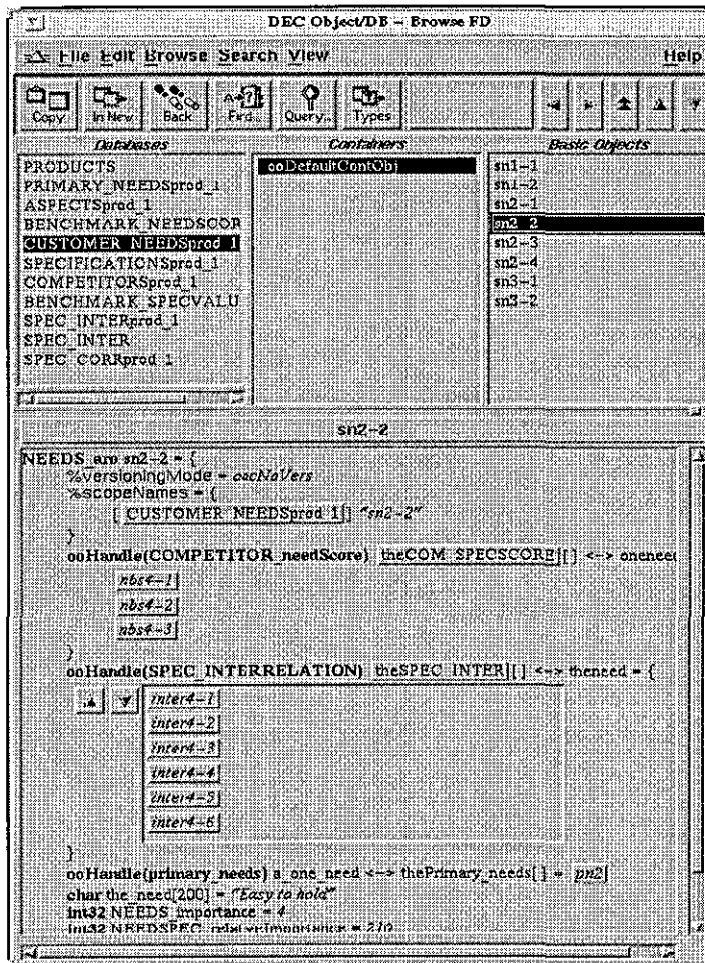 DEC Object/DB – Browse FD
File Edit Browse Search View Help
Copy In New Back Find... Query... Types
Databases Containers Basic Objects
PRODUCTS
PRIMARY_NEEDSprod_1
ASPECTSprod_1
BENCHMARK_NEEDSCOR
CUSTOMER_NEEDSprod_1
SPECIFICATIONSprod_1
COMPETITORSprod_1
BENCHMARK_SPECVALU
SPEC_INTERprod_1
SPEC_INTER
SPEC_CORRprod_1
ooDefaultContObj
sn1-1
sn1-2
sn2-1
sn2-2
sn2-3
sn2-4
sn3-1
sn3-2
sn2-2
NEEDS_aro sn2-2 = {
%VersioningMode = oocNoVers
%scopeNames = {
[ CUSTOMER_NEEDSprod_1[] "sn2-2"
}
ooHandle(COMPETITOR_needScore) theCOM_SPECSCORE[] <-> onenee
nbs4-1
nbs4-2
nbs4-3
}
ooHandle(SPEC_INTERRELATION) theSPEC_INTER[] <-> theneed = {
inter4-1
inter4-2
inter4-3
inter4-4
inter4-5
inter4-6
}
ooHandle(primary_needs) a_one_need <-> thePrimary_needs[] = pn2
char the_need[200] = "Easy to hold"
int32 NEEDS_importance = 4
int32 NEEDSPEC_relativeImportance = 270